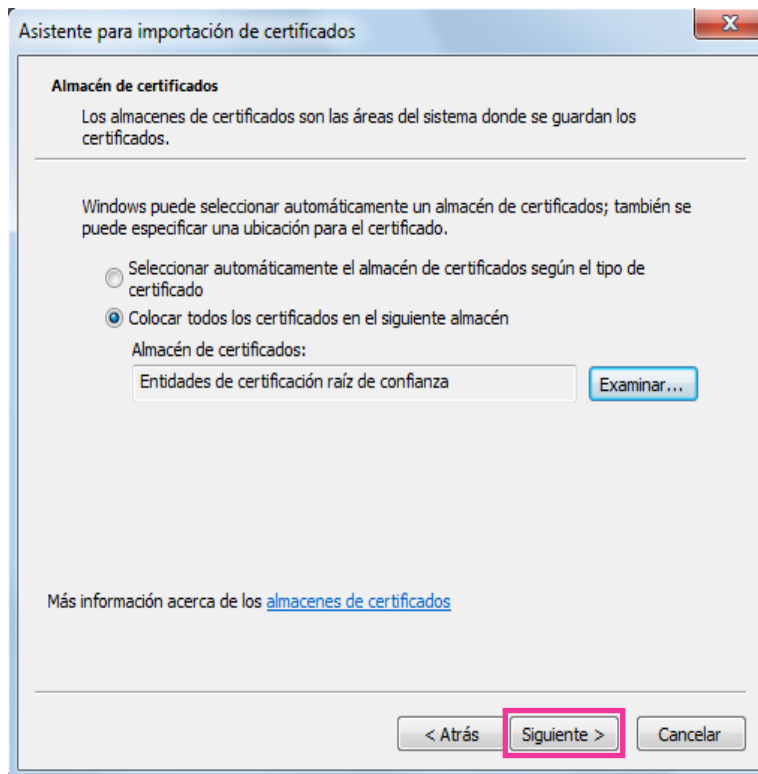 Asistente para importación de certificados
X
Almacén de certificados
Los almacenes de certificados son las áreas del sistema donde se guardan los
certificados.
Windows puede seleccionar automáticamente un almacén de certificados; también se
puede especificar una ubicación para el certificado.
Seleccionar automáticamente el almacén de certificados según el tipo de
certificado
Colocar todos los certificados en el siguiente almacén
Almacén de certificados:
Entidades de certificación raíz de confianza
Examinar...
Más información acerca de los almacenes de certificados
< Atrás
Siguiente >
Cancelar